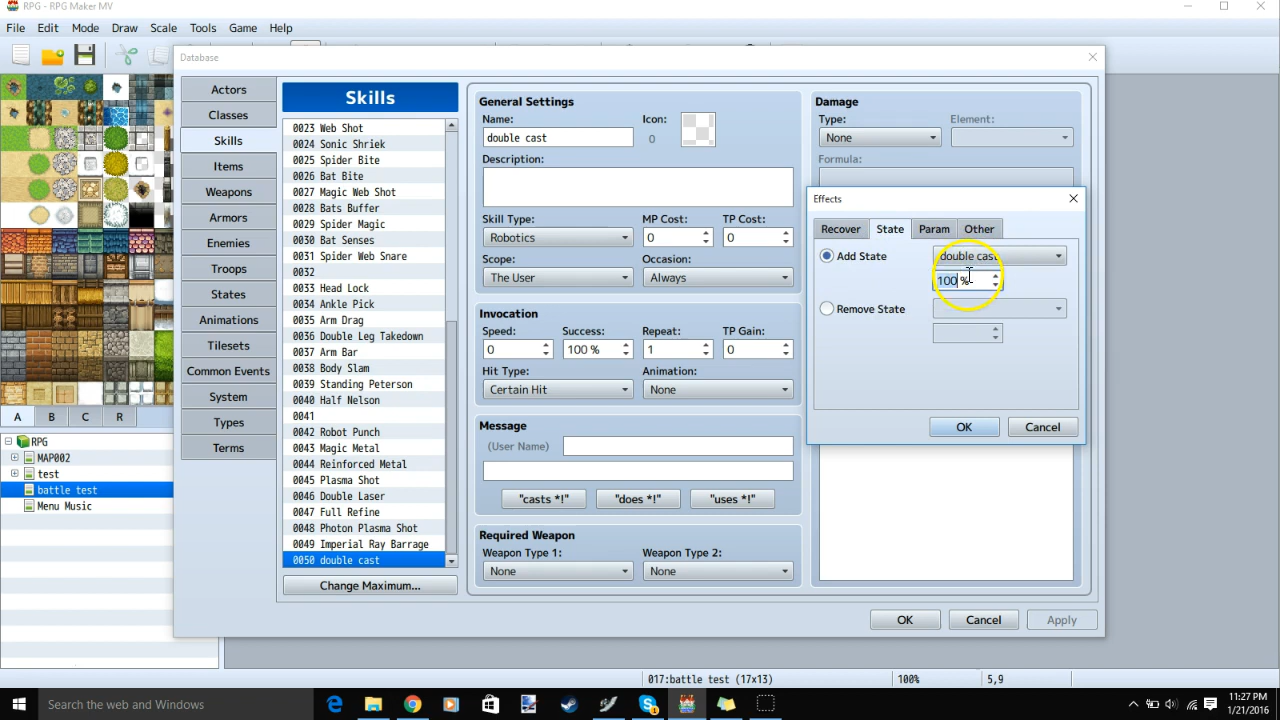 RPG - RPG Maker MV
File Edit Mode Draw Scale Tools Game Help
Database
Actors
Classes
Skills
Items
Weapons
Armors
Enemies
Troops
States
Animations
Tilesets
Common Events
System
Types
Terms
Skills
0023 Web Shot
0024 Sonic Shriek
0025 Spider Bite
0026 Bat Bite
0027 Magic Web Shot
0028 Bats Buffer
0029 Spider Magic
0030 Bat Senses
0031 Spider Web Snare
0032
0033 Head Lock
0034 Ankle Pick
0035 Arm Drag
0036 Double Leg Takedown
0037 Arm Bar
0038 Body Slam
0039 Standing Peterson
0040 Half Nelson
0041
0042 Robot Punch
0043 Magic Metal
0044 Reinforced Metal
0045 Plasma Shot
0046 Double Laser
0047 Full Refine
0048 Photon Plasma Shot
0049 Imperial Ray Barrage
0050 double cast
Change Maximum...
General Settings
Name: Icon:
double cast 0
Description:
Skill Type: MP Cost: TP Cost:
Robotics 0 0
Scope: Occasion:
The User Always
Invocation
Speed: Success: Repeat: TP Gain:
0 100 % 1 0
Hit Type: Animation:
Certain Hit None
Message
(User Name)
"casts *!" "does *!" "uses *!"
Required Weapon
Weapon Type 1: Weapon Type 2:
None None
Damage
Type: Element:
None
Formula:
Effects
Recover State Param Other
Add State double cast
100 %
Remove State
OK Cancel
OK Cancel Apply
A B C R
RPG
MAP002
test
battle test
Menu Music
017:battle test (17x13) 100% 5,9
Search the web and Windows
11:27 PM
1/21/2016